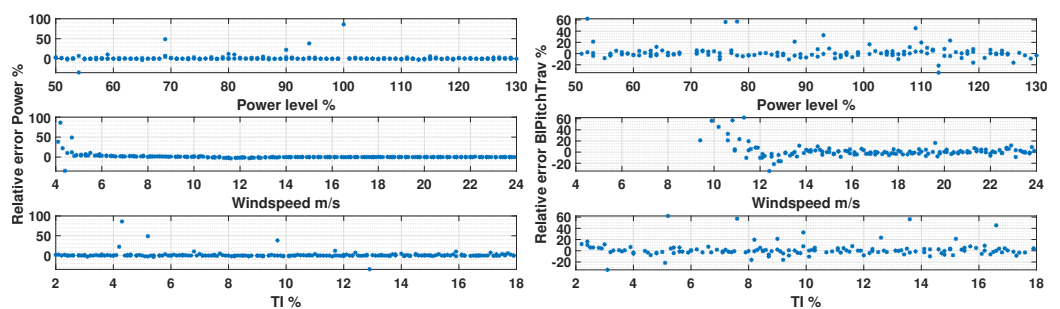 Relative error Power %
100
50
0
50 60 70 80 90 100 110 120 130
Power level %
100
50
0
4 6 8 10 12 14 16 18 20 22 24
Windspeed m/s
100
50
0
2 4 6 8 10 12 14 16 18
TI %
Relative error BlPitchTrav %
60
40
20
0
-20
50 60 70 80 90 100 110 120 130
Power level %
60
40
20
0
-20
4 6 8 10 12 14 16 18 20 22 24
Windspeed m/s
60
40
20
0
-20
2 4 6 8 10 12 14 16 18
TI %